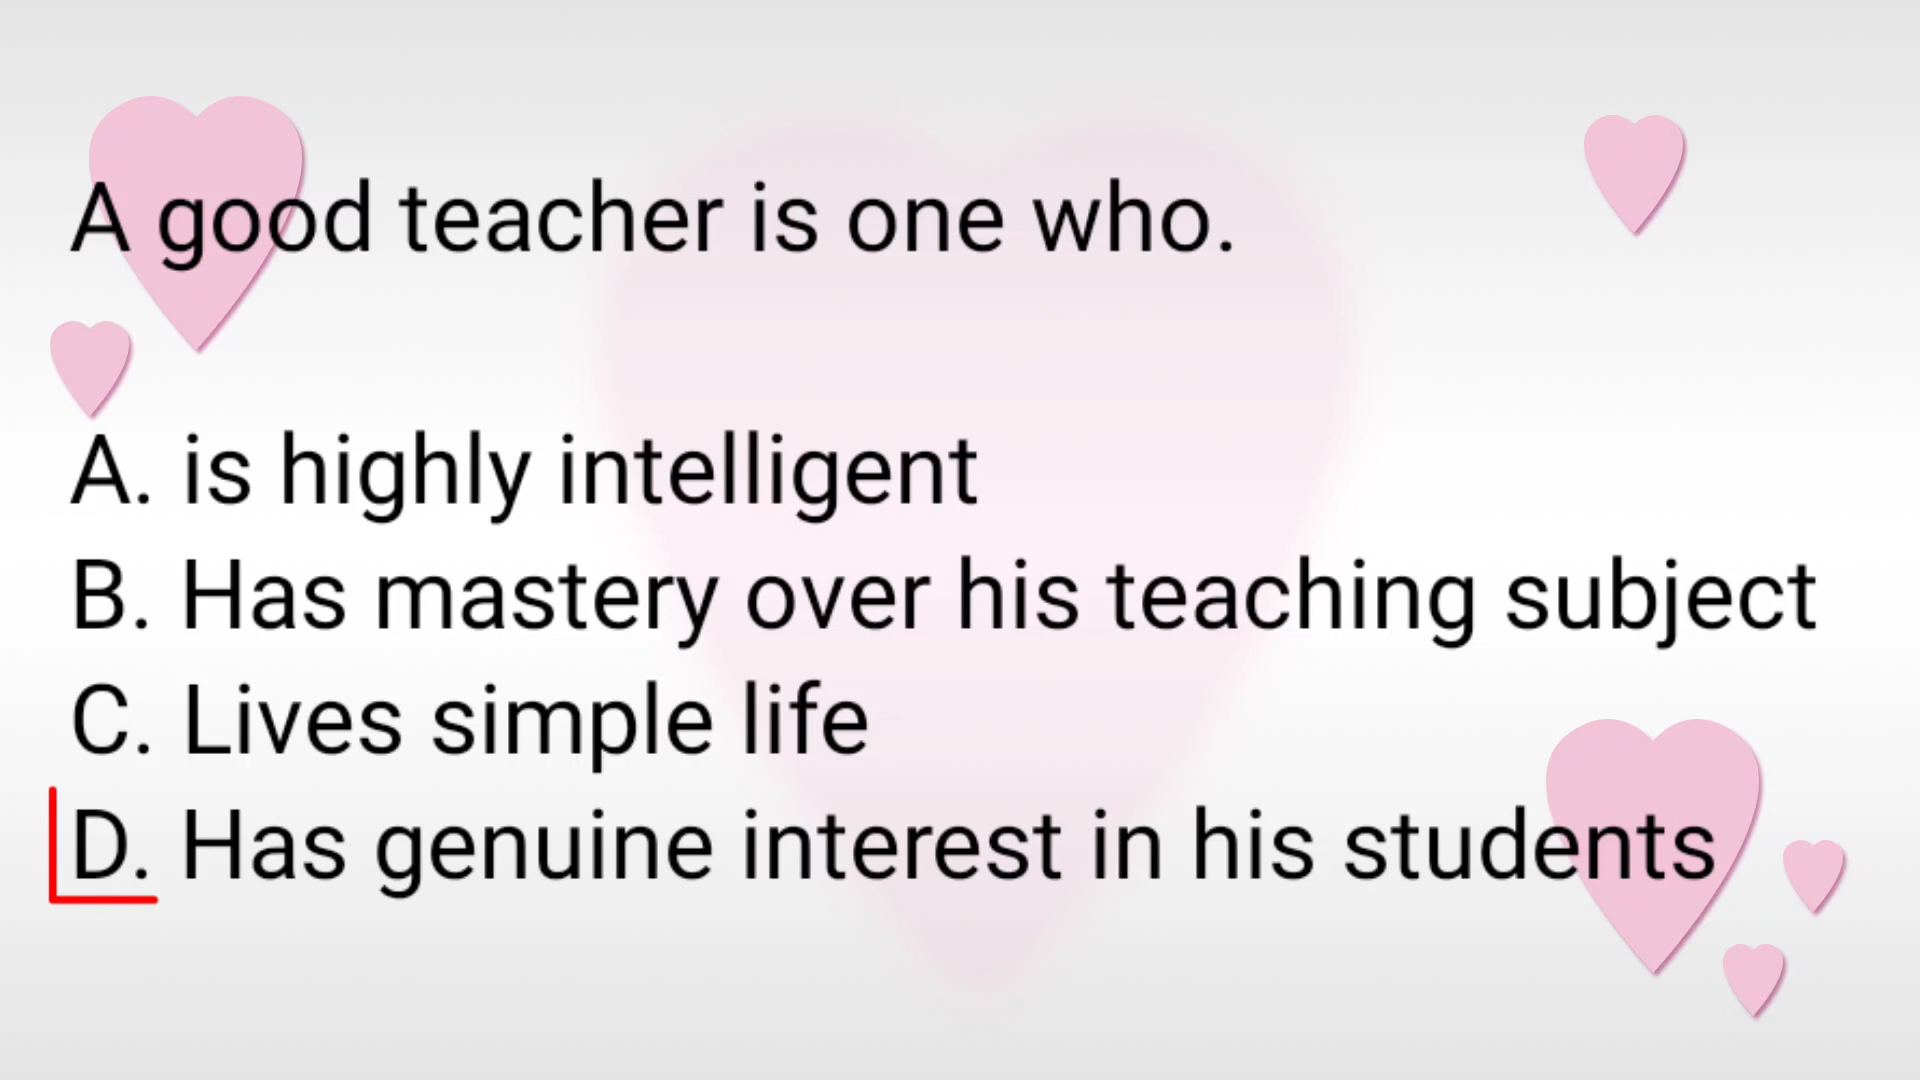 A good teacher is one who.
A. is highly intelligent
B. Has mastery over his teaching subject
C. Lives simple life
D. Has genuine interest in his students